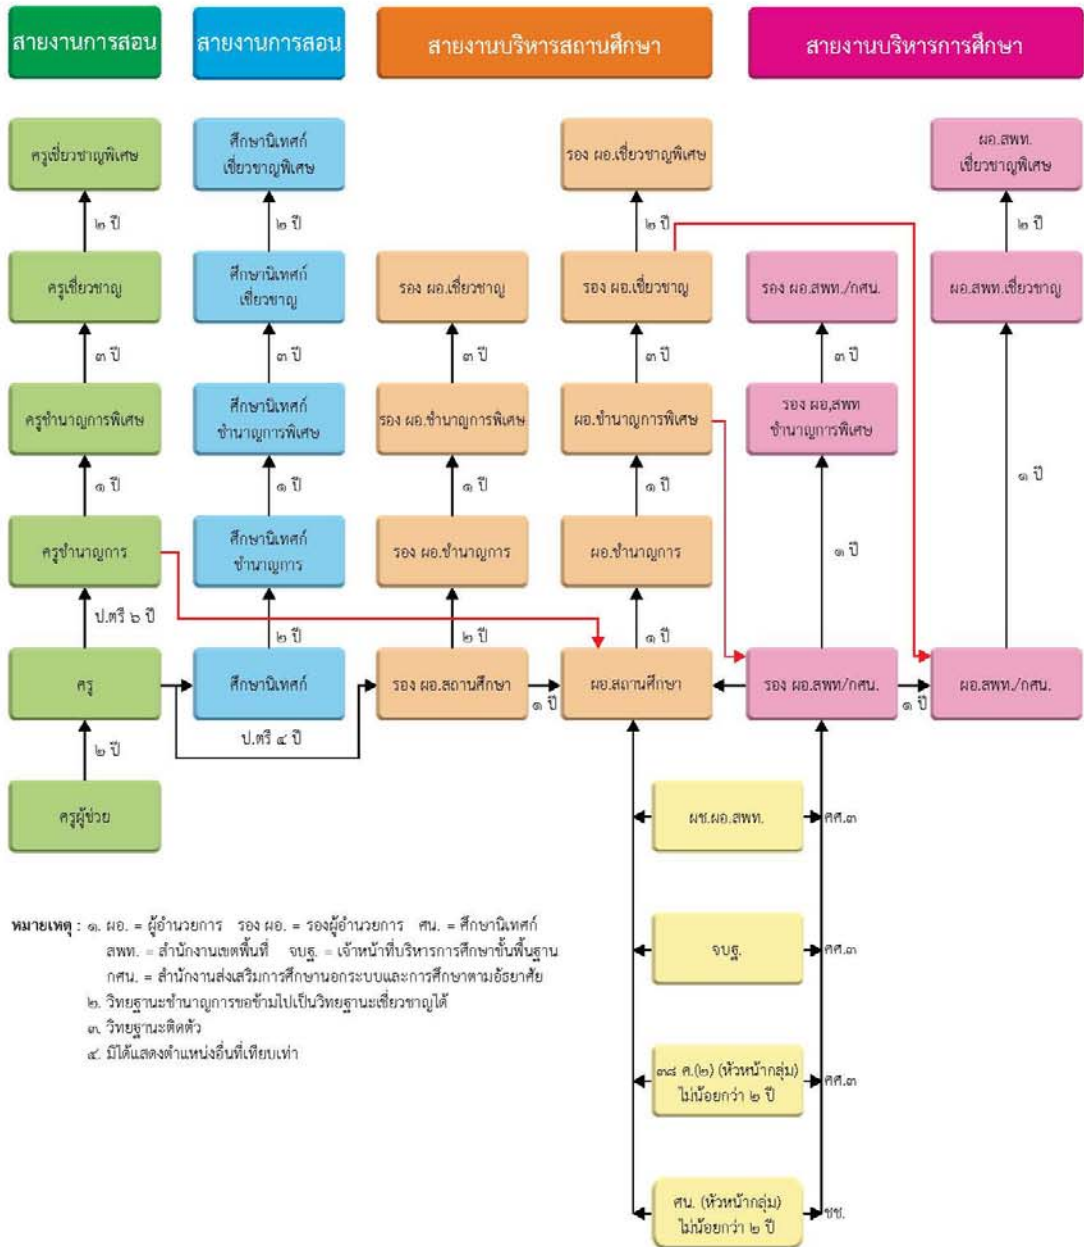 สายงานการสอน สายงานการสอน สายงานบริหารสถานศึกษา สายงานบริหารการศึกษา
ครูเชี่ยวชาญพิเศษ
ศึกษานิเทศก์
เชี่ยวชาญพิเศษ
รอง ผอ.เชี่ยวชาญพิเศษ
ผอ.สพท.
เชี่ยวชาญพิเศษ
๒ ปี ๒ ปี ๒ ปี ๒ ปี
ครูเชี่ยวชาญ
ศึกษานิเทศก์
เชี่ยวชาญ
รอง ผอ.เชี่ยวชาญ
รอง ผอ.เชี่ยวชาญ
รอง ผอ.สพท./กศน.
ผอ.สพท.เชี่ยวชาญ
๓ ปี ๓ ปี ๓ ปี ๓ ปี ๓ ปี
ครูชำนาญการพิเศษ
ศึกษานิเทศก์
ชำนาญการพิเศษ
รอง ผอ.ชำนาญการพิเศษ
ผอ.ชำนาญการพิเศษ
รอง ผอ,สพท
ชำนาญการพิเศษ
๑ ปี ๑ ปี ๑ ปี ๑ ปี ๑ ปี
ครูชำนาญการ
ศึกษานิเทศก์
ชำนาญการ
รอง ผอ.ชำนาญการ
ผอ.ชำนาญการ
๑ ปี
ป.ตรี ๖ ปี ๒ ปี ๒ ปี ๑ ปี
ครู
ศึกษานิเทศก์
รอง ผอ.สถานศึกษา
๑ ปี
ผอ.สถานศึกษา
รอง ผอ.สพท/กศน.
๑ ปี
ผอ.สพท./กศน.
ป.ตรี ๔ ปี
๒ ปี
ครูผู้ช่วย
ผช.ผอ.สพท. ศศ.๓
จบฐ. ศศ.๓
๓๘ ค.(๒) (หัวหน้ากลุ่ม) ศศ.๓
ไม่น้อยกว่า ๒ ปี
ศน. (หัวหน้ากลุ่ม) ชช.
ไม่น้อยกว่า ๒ ปี
หมายเหตุ : ๑. ผอ. = ผู้อำนวยการ รอง ผอ. = รองผู้อำนวยการ ศน. = ศึกษานิเทศก์
สพท. = สำนักงานเขตพื้นที่ จบฐ. = เจ้าหน้าที่บริหารการศึกษาขั้นพื้นฐาน
กศน. = สำนักงานส่งเสริมการศึกษานอกระบบและการศึกษาตามอัธยาศัย
๒. วิทยฐานะชำนาญการขอข้ามไปเป็นวิทยฐานะเชี่ยวชาญได้
๓. วิทยฐานะติดตัว
๔. มิได้แสดงตำแหน่งอื่นที่เทียบเท่า